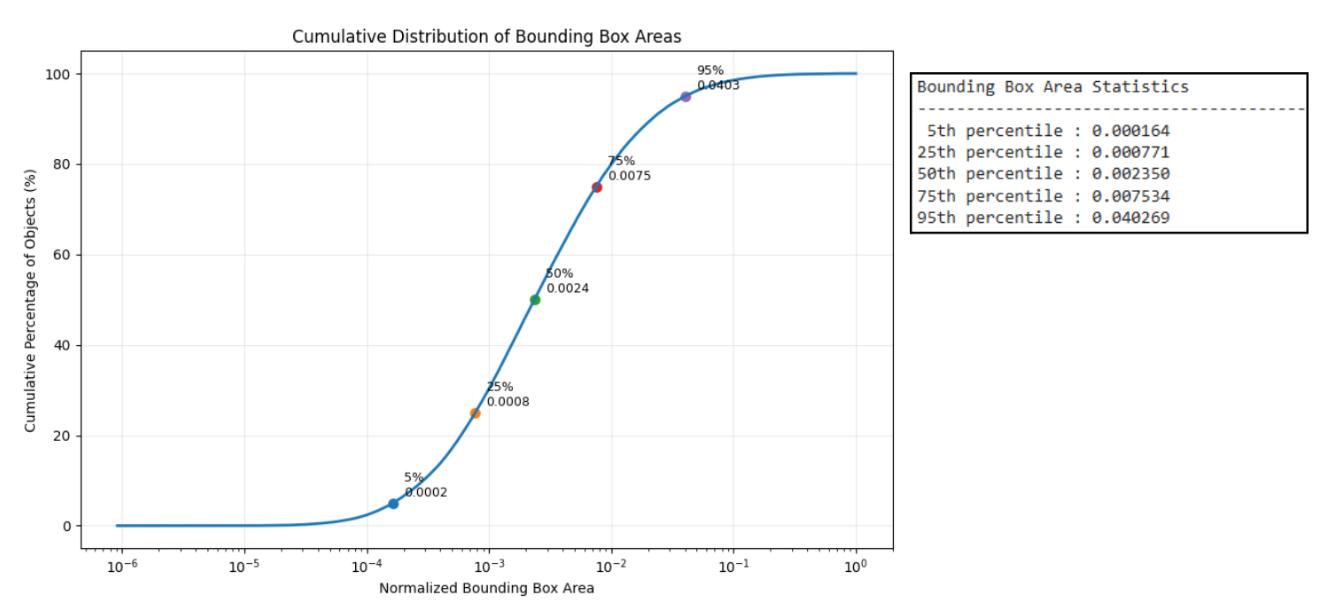 Cumulative Distribution of Bounding Box Areas
Cumulative Percentage of Objects (%)
100
80
60
40
20
0
95%
0.0403
75%
0.0075
50%
0.0024
25%
0.0008
5%
0.0002
10⁻⁶ 10⁻⁵ 10⁻⁴ 10⁻³ 10⁻² 10⁻¹ 10⁰
Normalized Bounding Box Area
Bounding Box Area Statistics
----------------------------------------
5th percentile : 0.000164
25th percentile : 0.000771
50th percentile : 0.002350
75th percentile : 0.007534
95th percentile : 0.040269